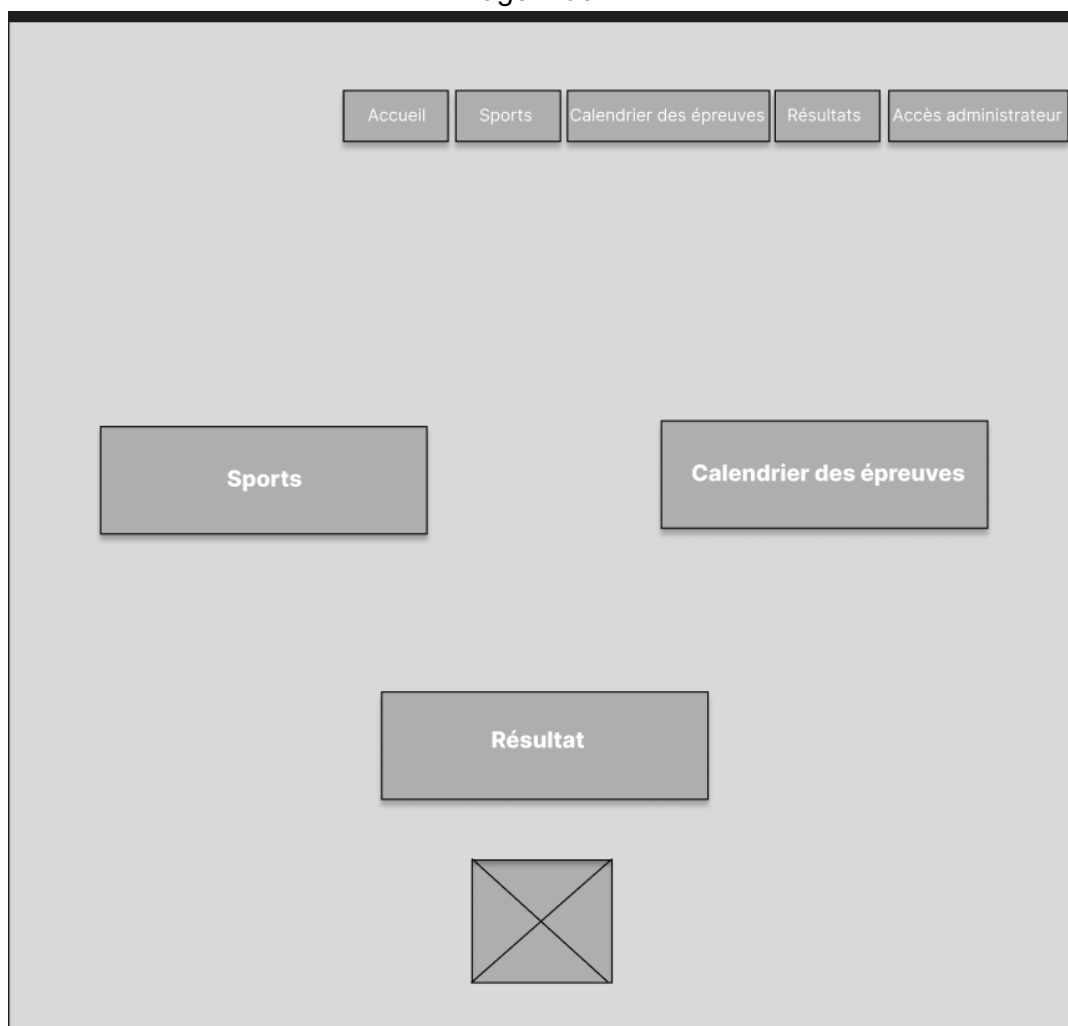 Accueil
Sports
Calendrier des épreuves
Résultats
Accès administrateur
Sports
Calendrier des épreuves
Résultat